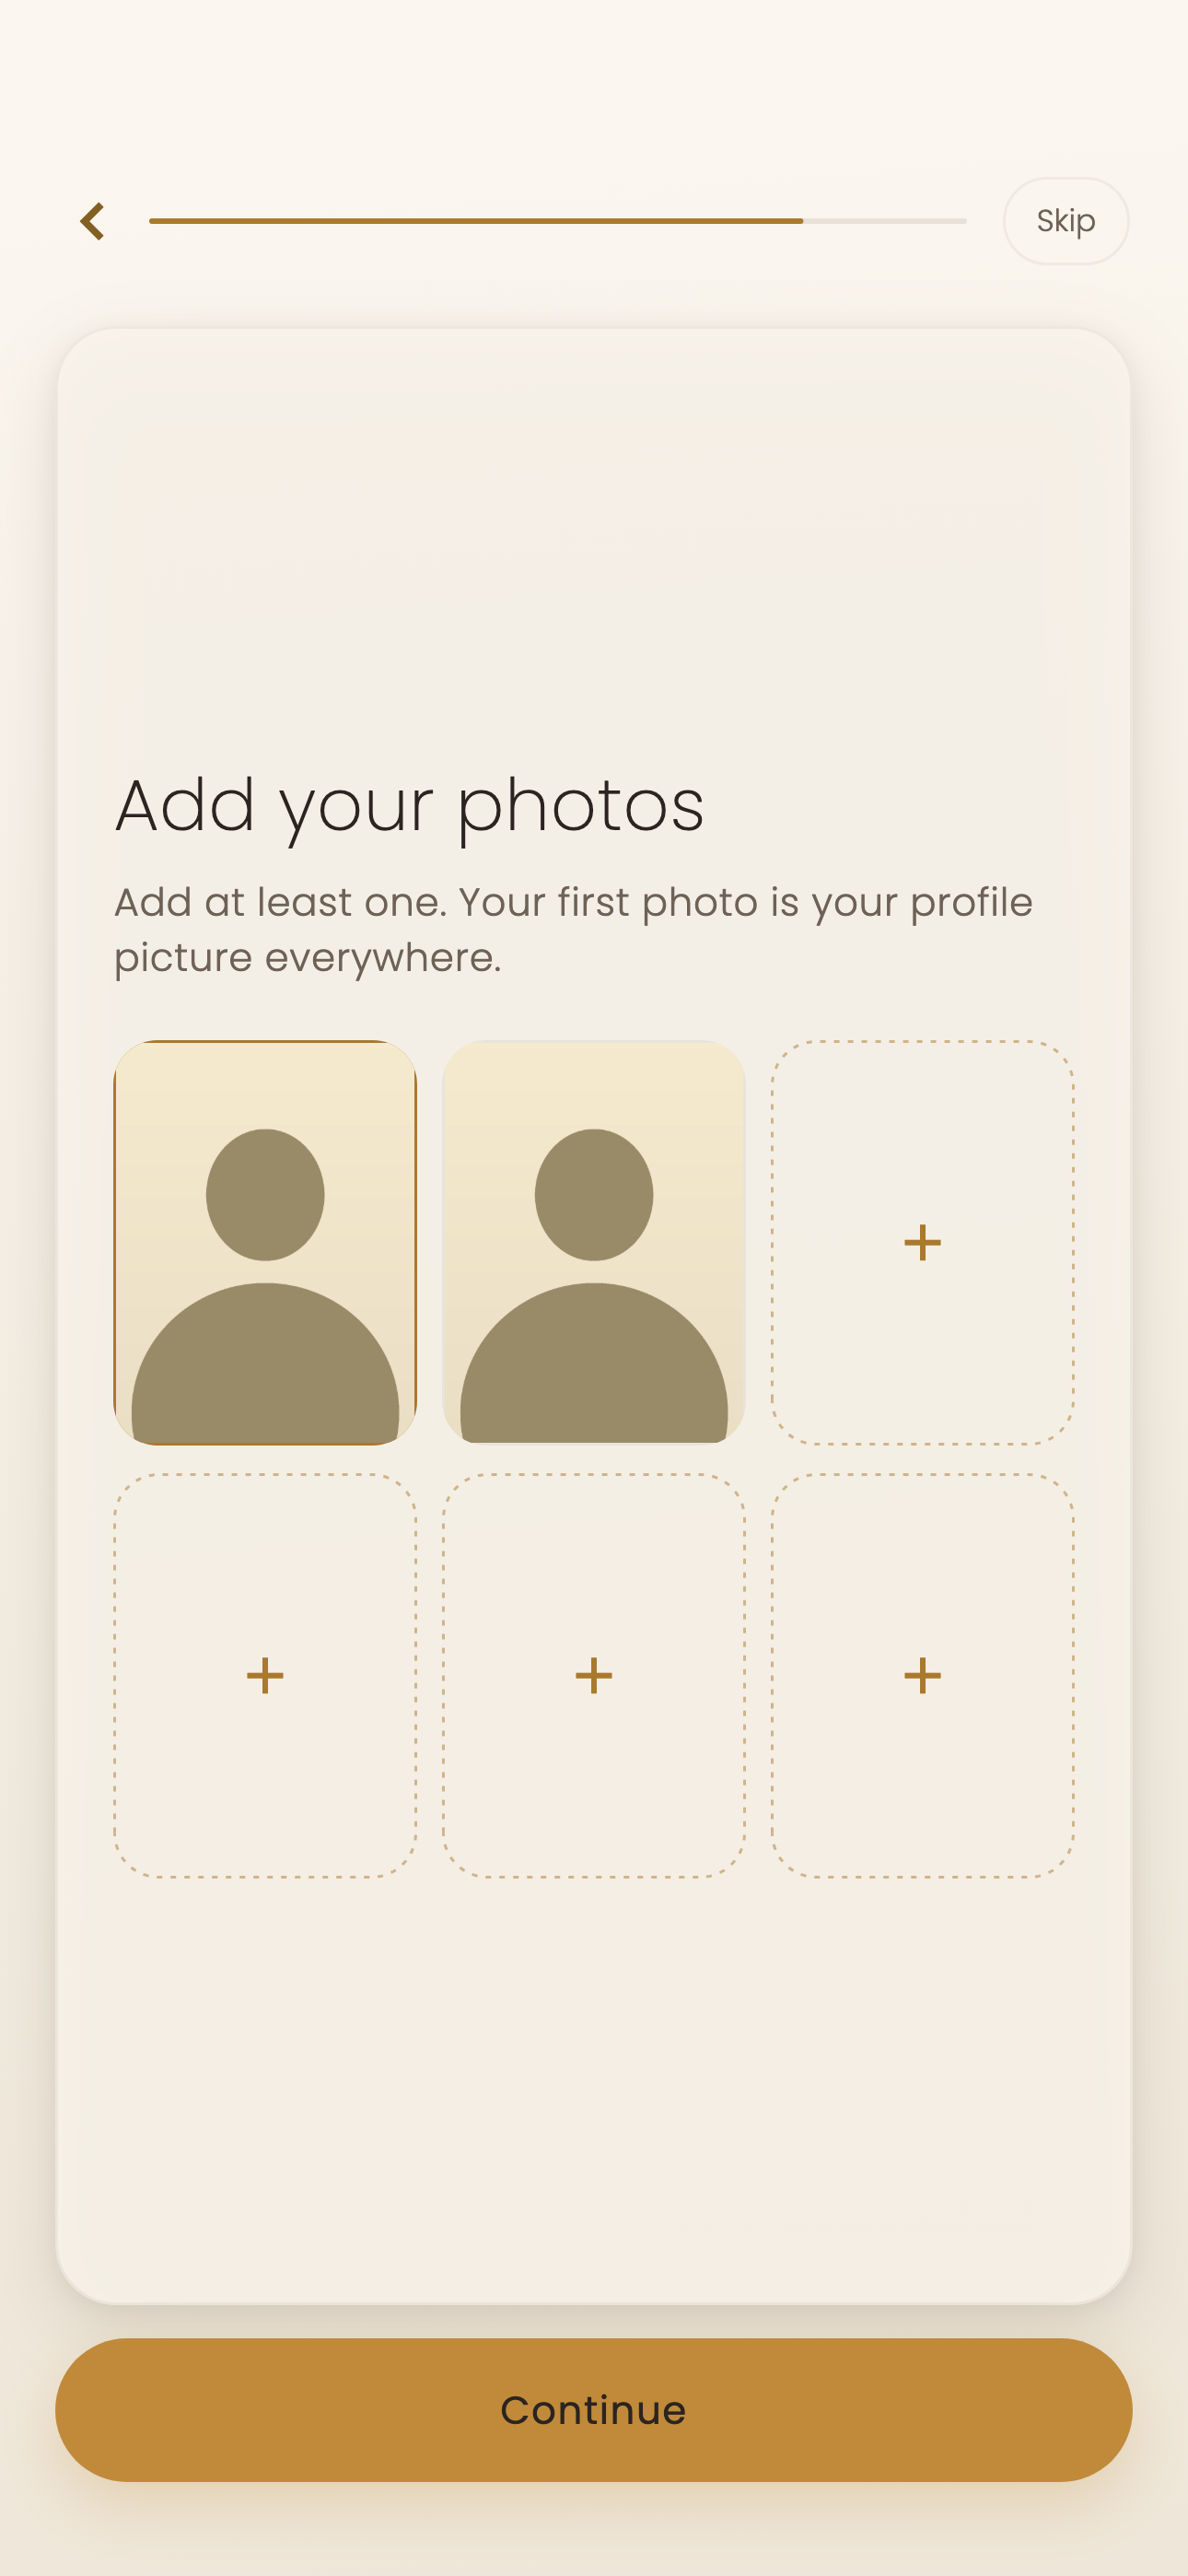 Skip
Add your photos
Add at least one. Your first photo is your profile
picture everywhere.
Continue